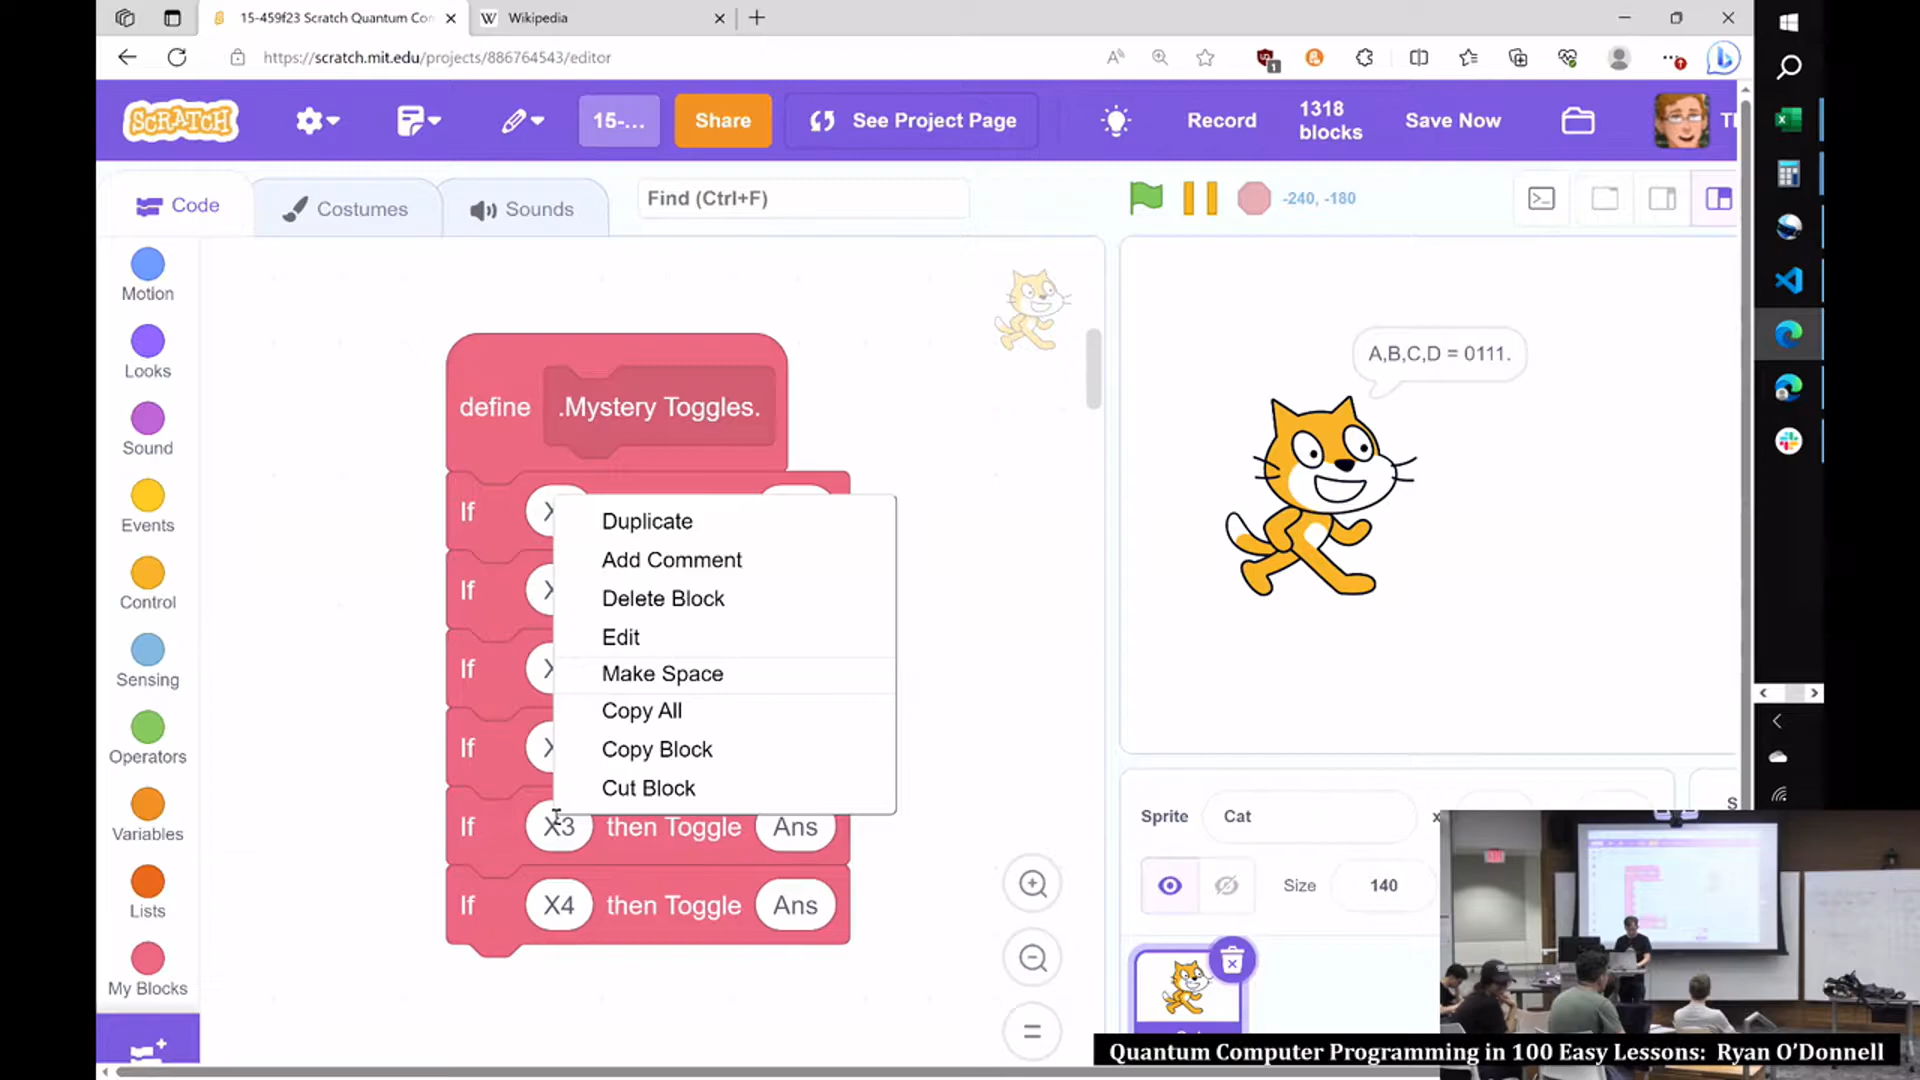 15-459f23 Scratch Quantum Co
Wikipedia
https://scratch.mit.edu/projects/886764543/editor
1
SCRATCH
15-...
Share
See Project Page
Record
1318 blocks
Save Now
Code
Costumes
Sounds
Find (Ctrl+F)
-240, -180
Motion
Looks
Sound
Events
Control
Sensing
Operators
Variables
Lists
My Blocks
define .Mystery Toggles.
If
If
If
If
If X3 then Toggle Ans
If X4 then Toggle Ans
Duplicate
Add Comment
Delete Block
Edit
Make Space
Copy All
Copy Block
Cut Block
A,B,C,D = 0111.
Sprite Cat
Size 140
Quantum Computer Programming in 100 Easy Lessons: Ryan O'Donnell